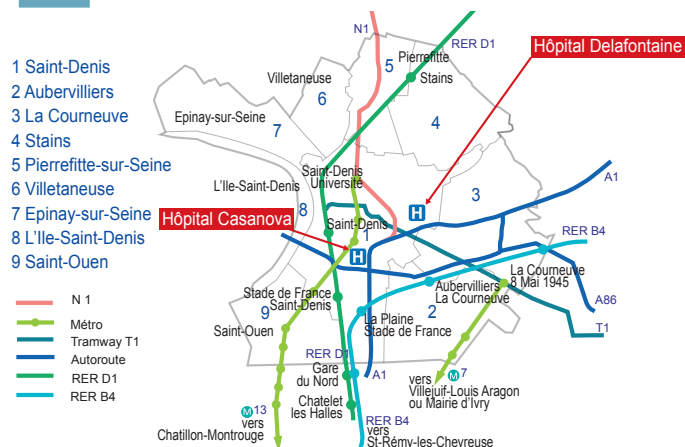 1 Saint-Denis
2 Aubervilliers
3 La Courneuve
4 Stains
5 Pierrefitte-sur-Seine
6 Villetaneuse
7 Epinay-sur-Seine
8 L'Ile-Saint-Denis
9 Saint-Ouen
N 1
Métro
Tramway T1
Autoroute
RER D1
RER B4
N1
RER D1
Hôpital Delafontaine
Pierrefitte
5
Stains
Villetaneuse
6
4
Epinay-sur-Seine
7
Saint-Denis
Université
A1
L'Ile-Saint-Denis
8
3
H
Hôpital Casanova
Saint-Denis
1
RER B4
H
La Courneuve
8 Mai 1945
Aubervilliers
La Courneuve
Stade de France
Saint-Denis
9
2
A86
La Plaine
Stade de France
Saint-Ouen
T1
RER D1
Gare
du Nord
A1
M 7
vers
Villejuif-Louis Aragon
ou Mairie d'Ivry
Chatelet
les Halles
M 13
vers
Chatillon-Montrouge
RER B4
vers
St-Rémy-les-Chevreuse